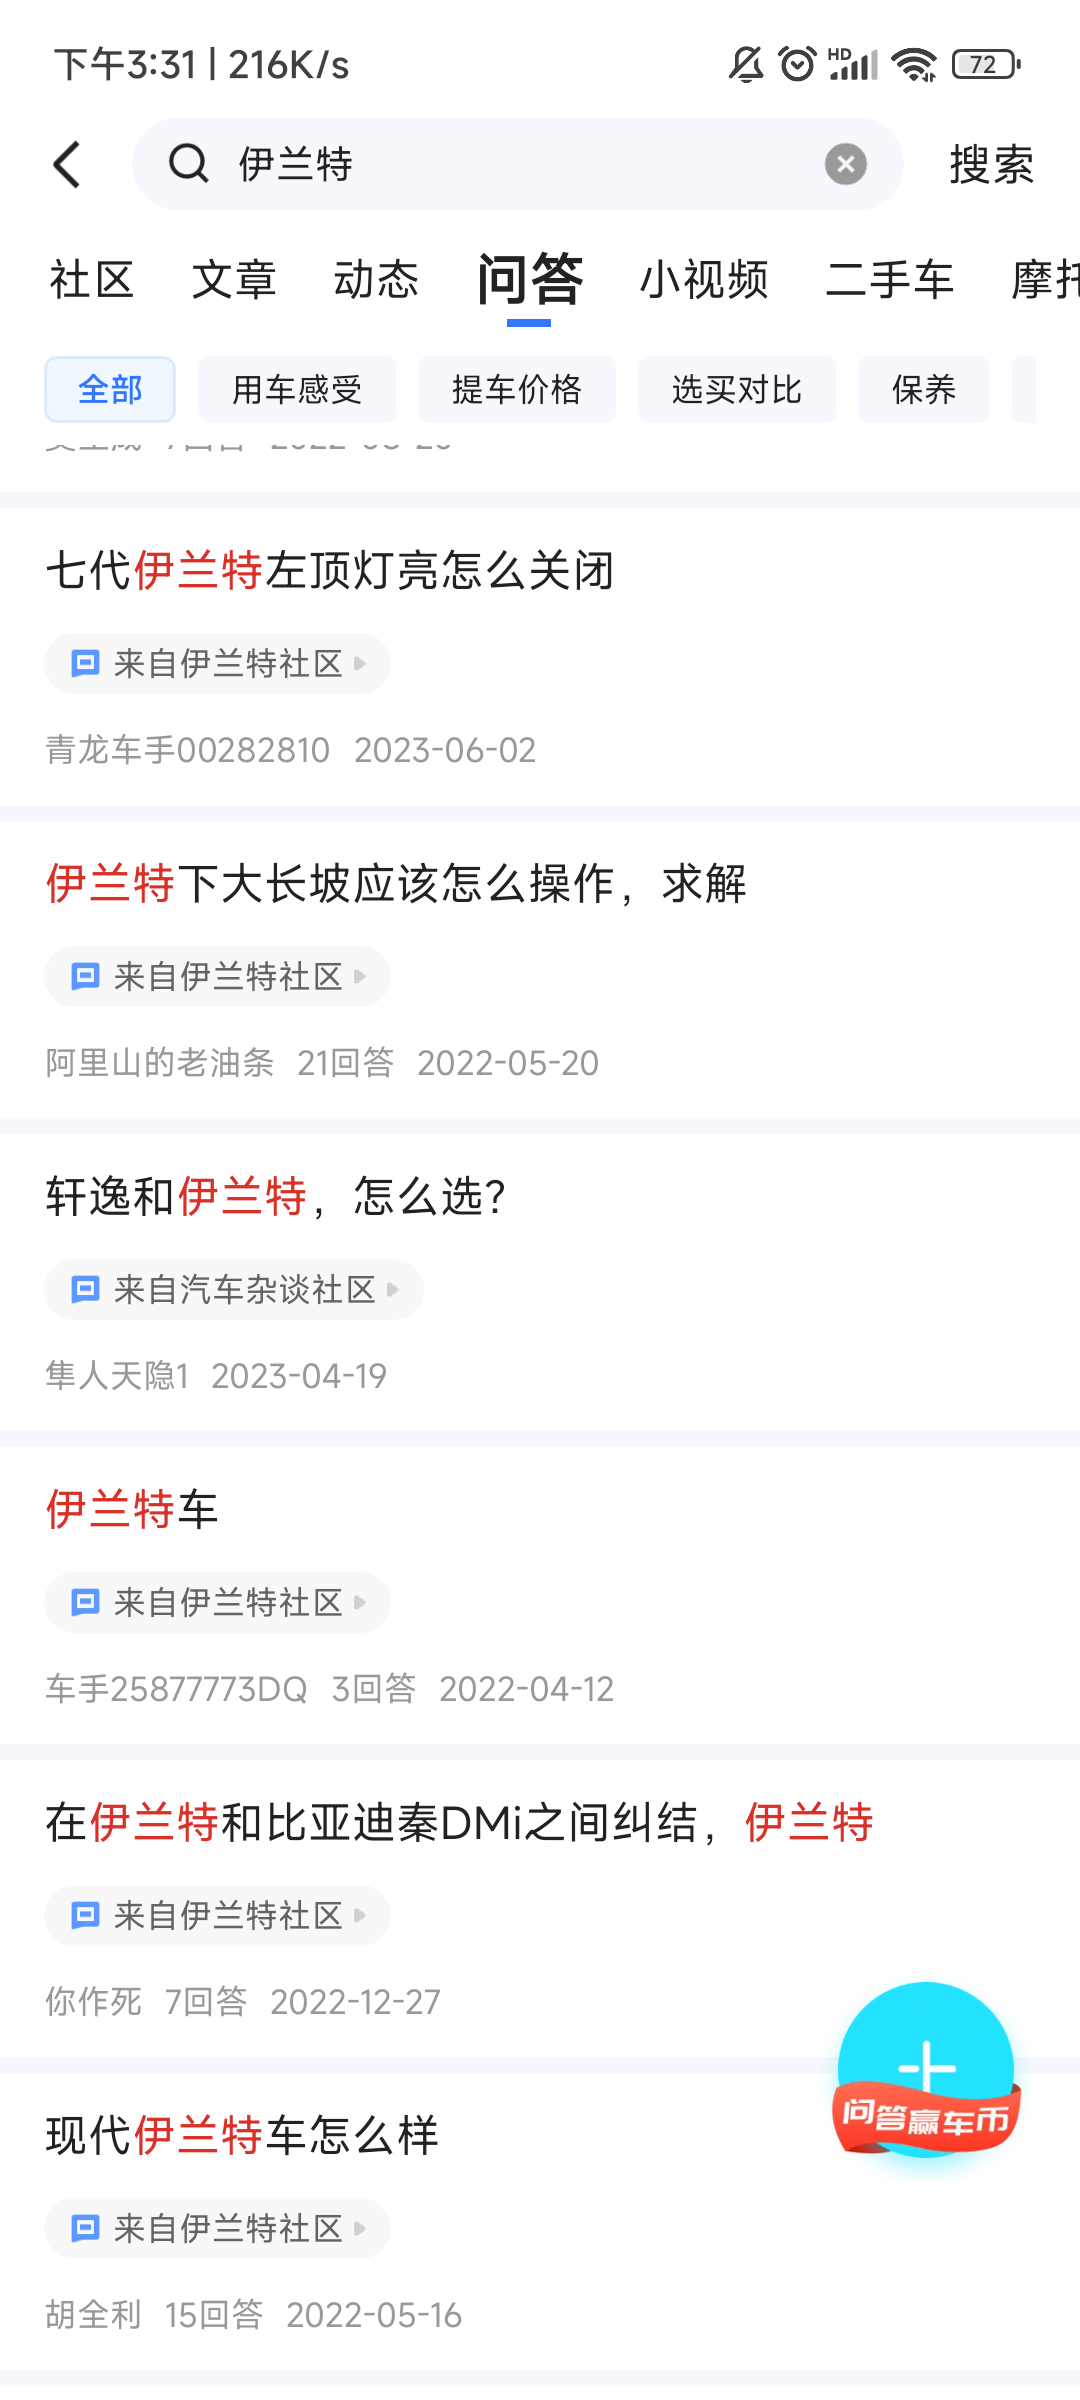 下午3:31 | 216K/s
HD
72
伊兰特
搜索
社区 文章 动态 问答 小视频 二手车 摩托
全部 用车感受 提车价格 选买对比 保养
七代伊兰特左顶灯亮怎么关闭
来自伊兰特社区
青龙车手00282810 2023-06-02
伊兰特下大长坡应该怎么操作，求解
来自伊兰特社区
阿里山的老油条 21回答 2022-05-20
轩逸和伊兰特，怎么选?
来自汽车杂谈社区
隼人天隐1 2023-04-19
伊兰特车
来自伊兰特社区
车手25877773DQ 3回答 2022-04-12
在伊兰特和比亚迪秦DMi之间纠结，伊兰特
来自伊兰特社区
你作死 7回答 2022-12-27
问答赢车币
现代伊兰特车怎么样
来自伊兰特社区
胡全利 15回答 2022-05-16